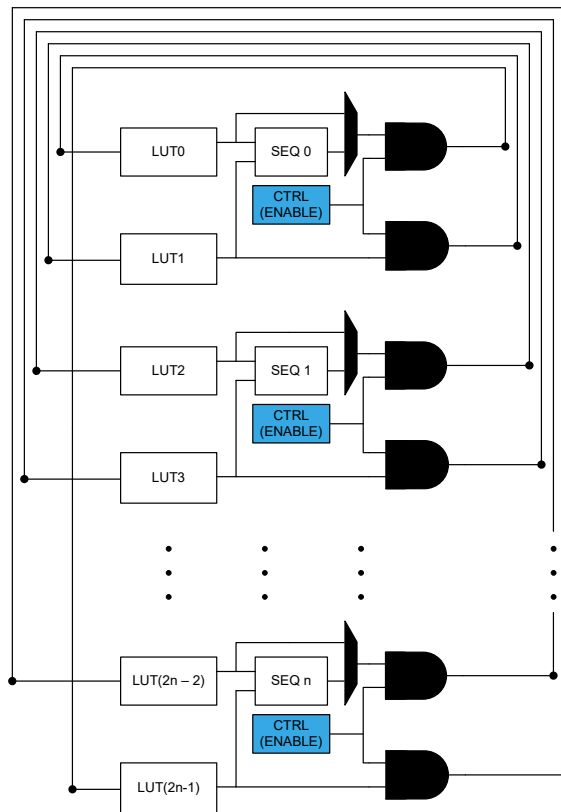 LUT0
SEQ 0
CTRL
(ENABLE)
LUT1
LUT2
SEQ 1
CTRL
(ENABLE)
LUT3
LUT(2n – 2)
SEQ n
CTRL
(ENABLE)
LUT(2n-1)